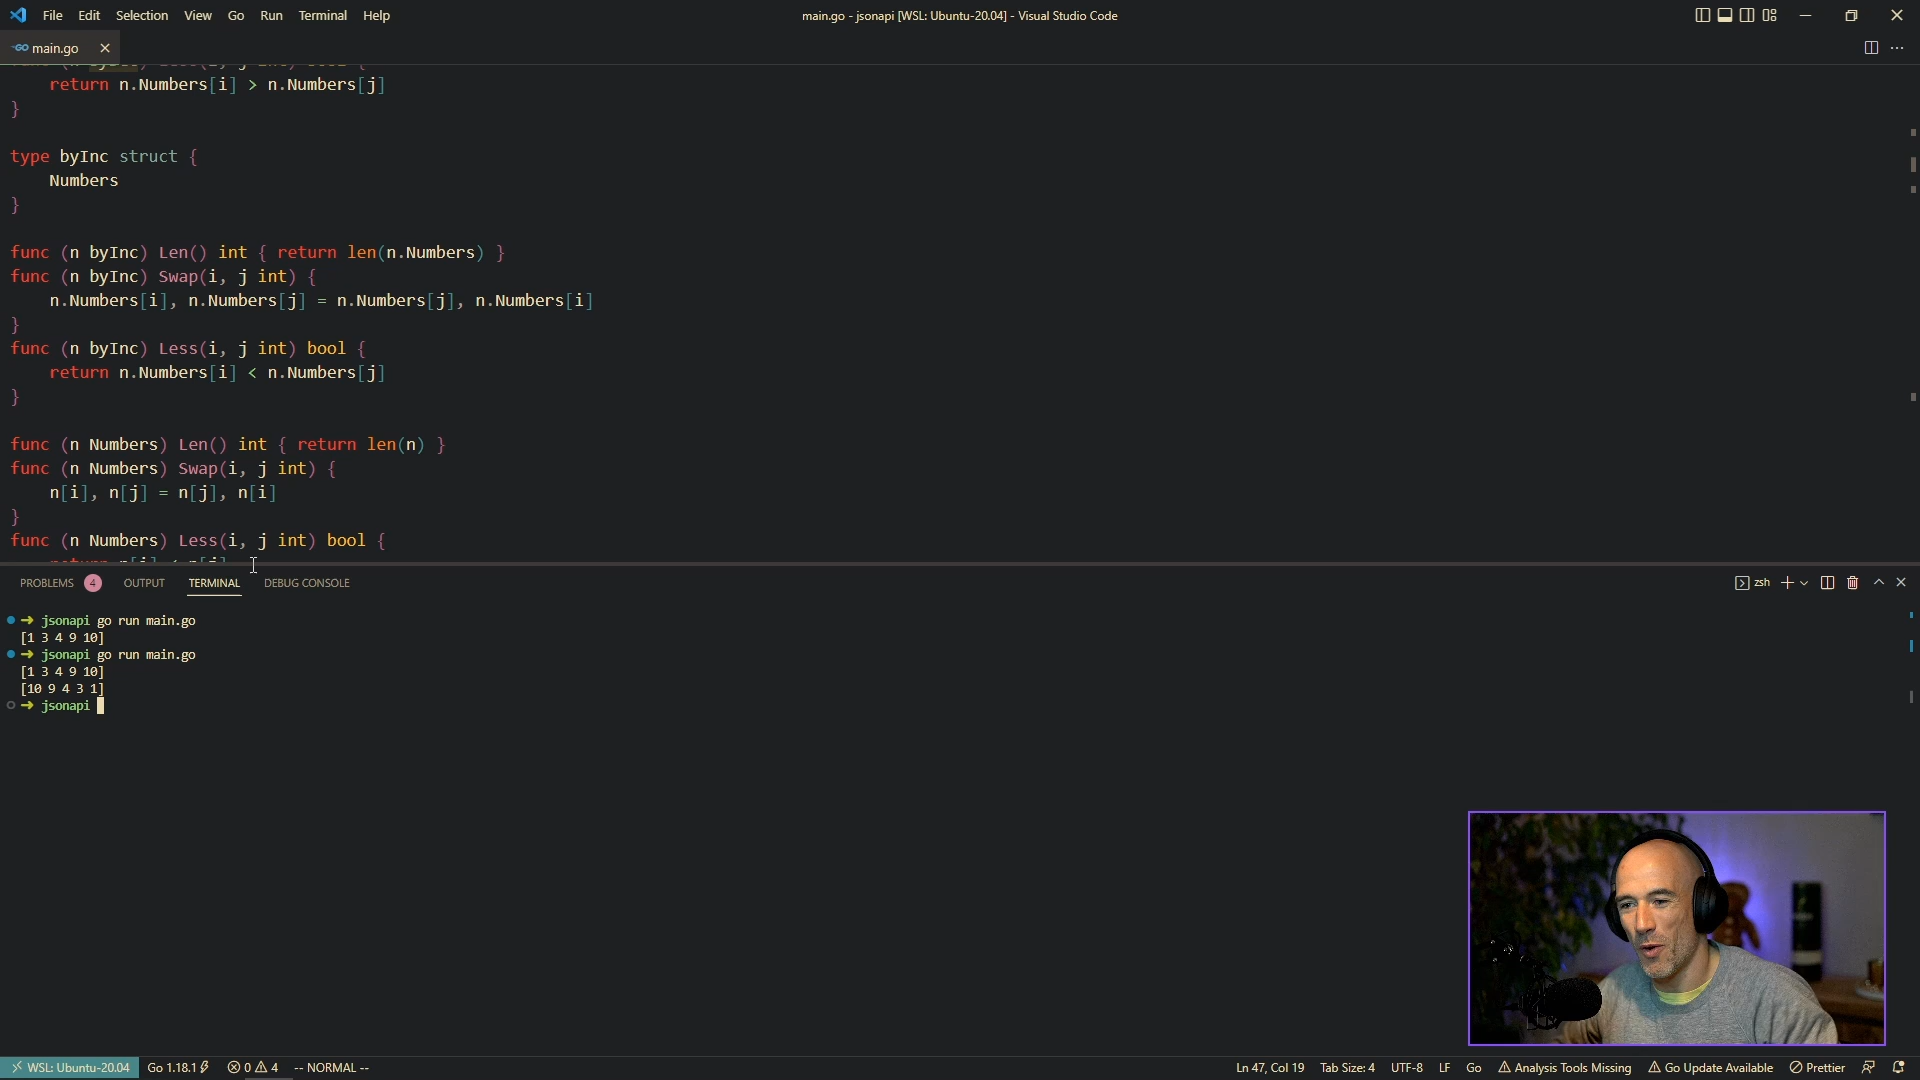 File Edit Selection View Go Run Terminal Help
main.go - jsonapi [WSL: Ubuntu-20.04] - Visual Studio Code
GO main.go
return n.Numbers[i] > n.Numbers[j]
}
type byInc struct {
Numbers
}
func (n byInc) Len() int { return len(n.Numbers) }
func (n byInc) Swap(i, j int) {
n.Numbers[i], n.Numbers[j] = n.Numbers[j], n.Numbers[i]
}
func (n byInc) Less(i, j int) bool {
return n.Numbers[i] < n.Numbers[j]
}
func (n Numbers) Len() int { return len(n) }
func (n Numbers) Swap(i, j int) {
n[i], n[j] = n[j], n[i]
}
func (n Numbers) Less(i, j int) bool {
PROBLEMS 4 OUTPUT TERMINAL DEBUG CONSOLE
zsh
➜ jsonapi go run main.go
[1 3 4 9 10]
➜ jsonapi go run main.go
[1 3 4 9 10]
[10 9 4 3 1]
➜ jsonapi
WSL: Ubuntu-20.04 Go 1.18.1 0 4 -- NORMAL --
Ln 47, Col 19 Tab Size: 4 UTF-8 LF Go Analysis Tools Missing Go Update Available Prettier